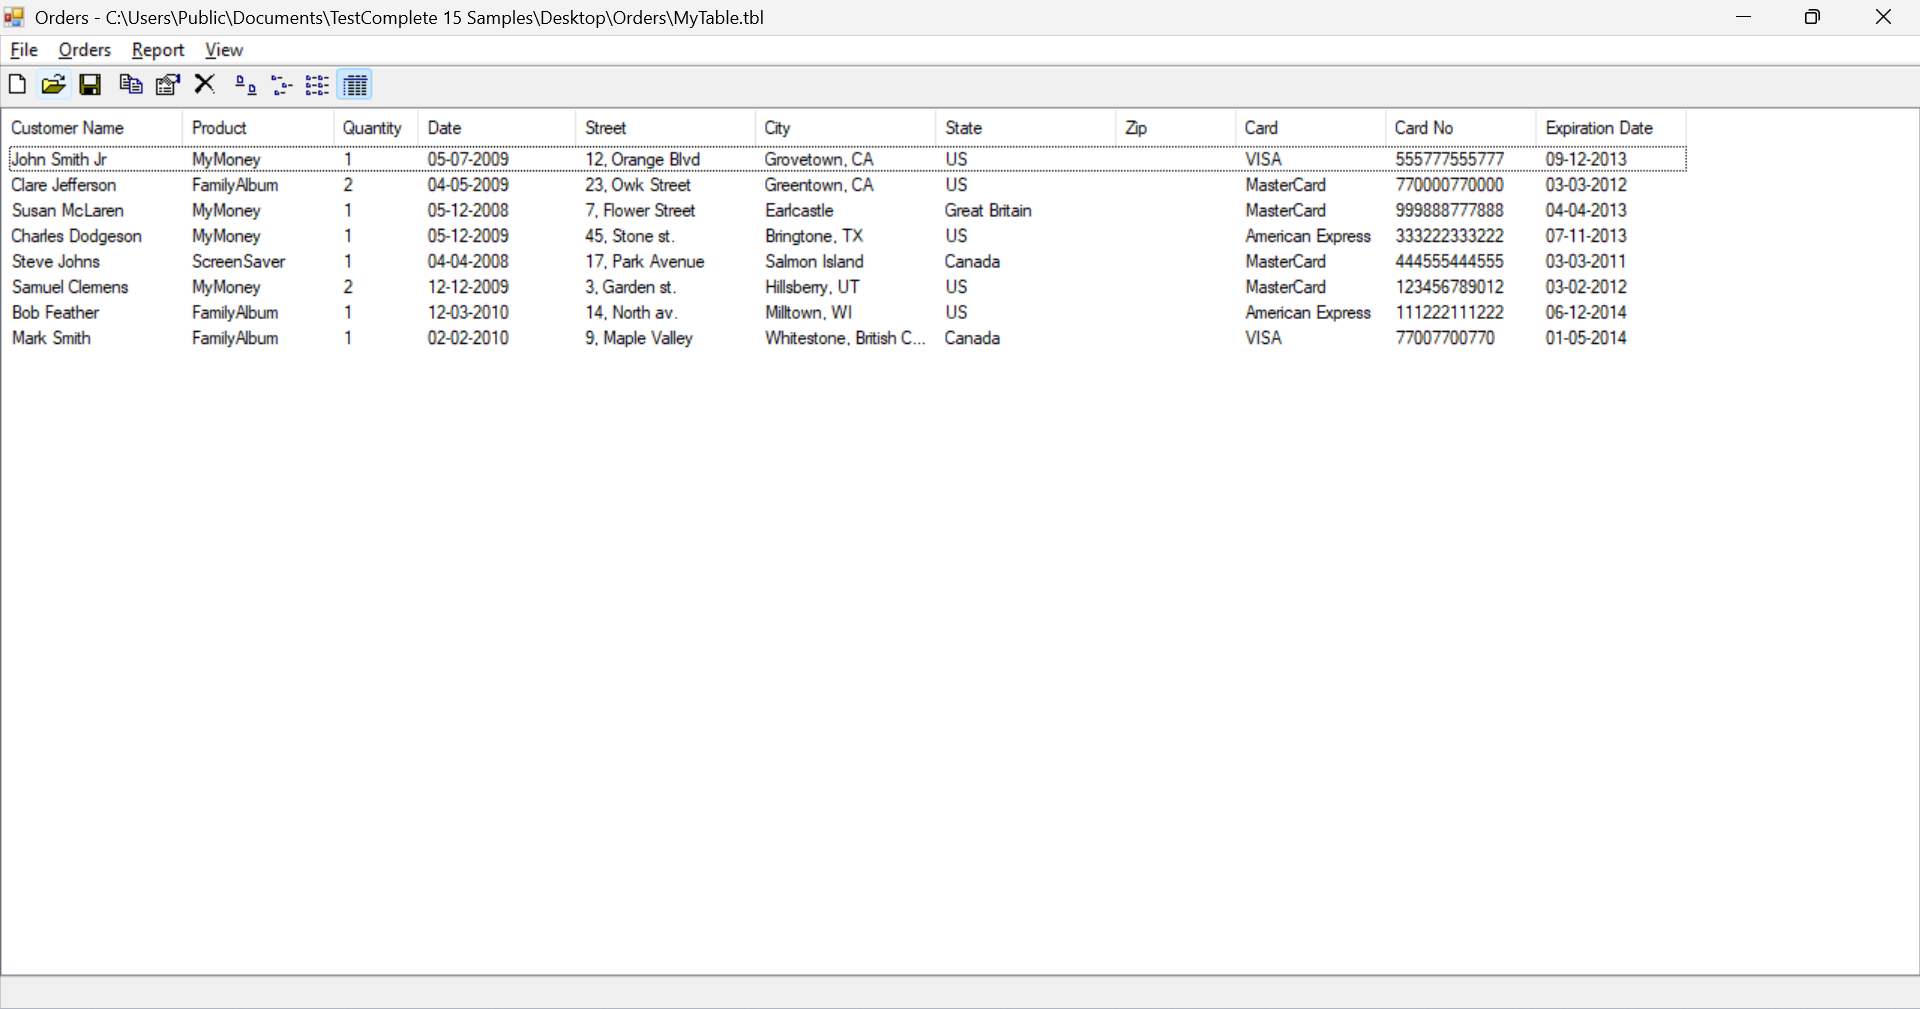 Orders - C:\Users\Public\Documents\TestComplete 15 Samples\Desktop\Orders\MyTable.tbl
File Orders Report View
Customer Name Product Quantity Date Street City State Zip Card Card No Expiration Date
John Smith Jr MyMoney 1 05-07-2009 12, Orange Blvd Grovetown, CA US VISA 555777555777 09-12-2013
Clare Jefferson FamilyAlbum 2 04-05-2009 23, Owk Street Greentown, CA US MasterCard 770000770000 03-03-2012
Susan McLaren MyMoney 1 05-12-2008 7, Flower Street Earlcastle Great Britain MasterCard 999888777888 04-04-2013
Charles Dodgeson MyMoney 1 05-12-2009 45, Stone st. Bringtone, TX US American Express 333222333222 07-11-2013
Steve Johns ScreenSaver 1 04-04-2008 17, Park Avenue Salmon Island Canada MasterCard 444555444555 03-03-2011
Samuel Clemens MyMoney 2 12-12-2009 3, Garden st. Hillsberry, UT US MasterCard 123456789012 03-02-2012
Bob Feather FamilyAlbum 1 12-03-2010 14, North av. Milltown, WI US American Express 111222111222 06-12-2014
Mark Smith FamilyAlbum 1 02-02-2010 9, Maple Valley Whitestone, British C... Canada VISA 77007700770 01-05-2014